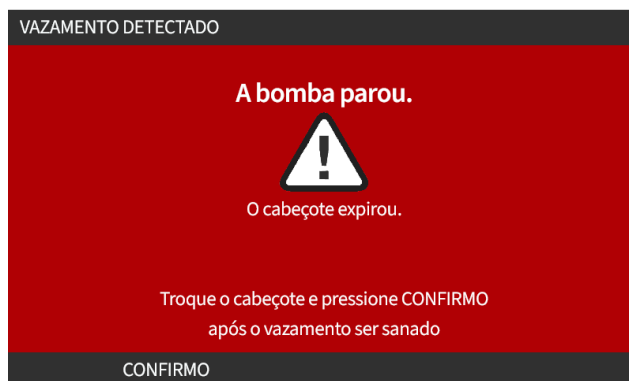 VAZAMENTO DETECTADO
A bomba parou.
!
O cabeçote expirou.
Troque o cabeçote e pressione CONFIRMO
após o vazamento ser sanado
CONFIRMO